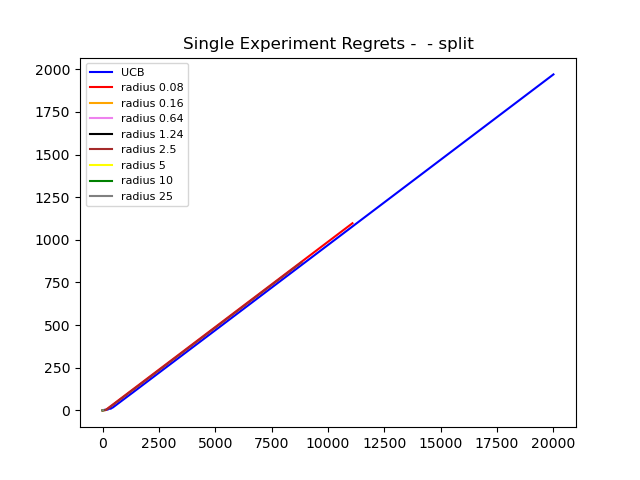 Single Experiment Regrets -  - split
UCB
radius 0.08
radius 0.16
radius 0.64
radius 1.24
radius 2.5
radius 5
radius 10
radius 25
2000
1750
1500
1250
1000
750
500
250
0
0 2500 5000 7500 10000 12500 15000 17500 20000